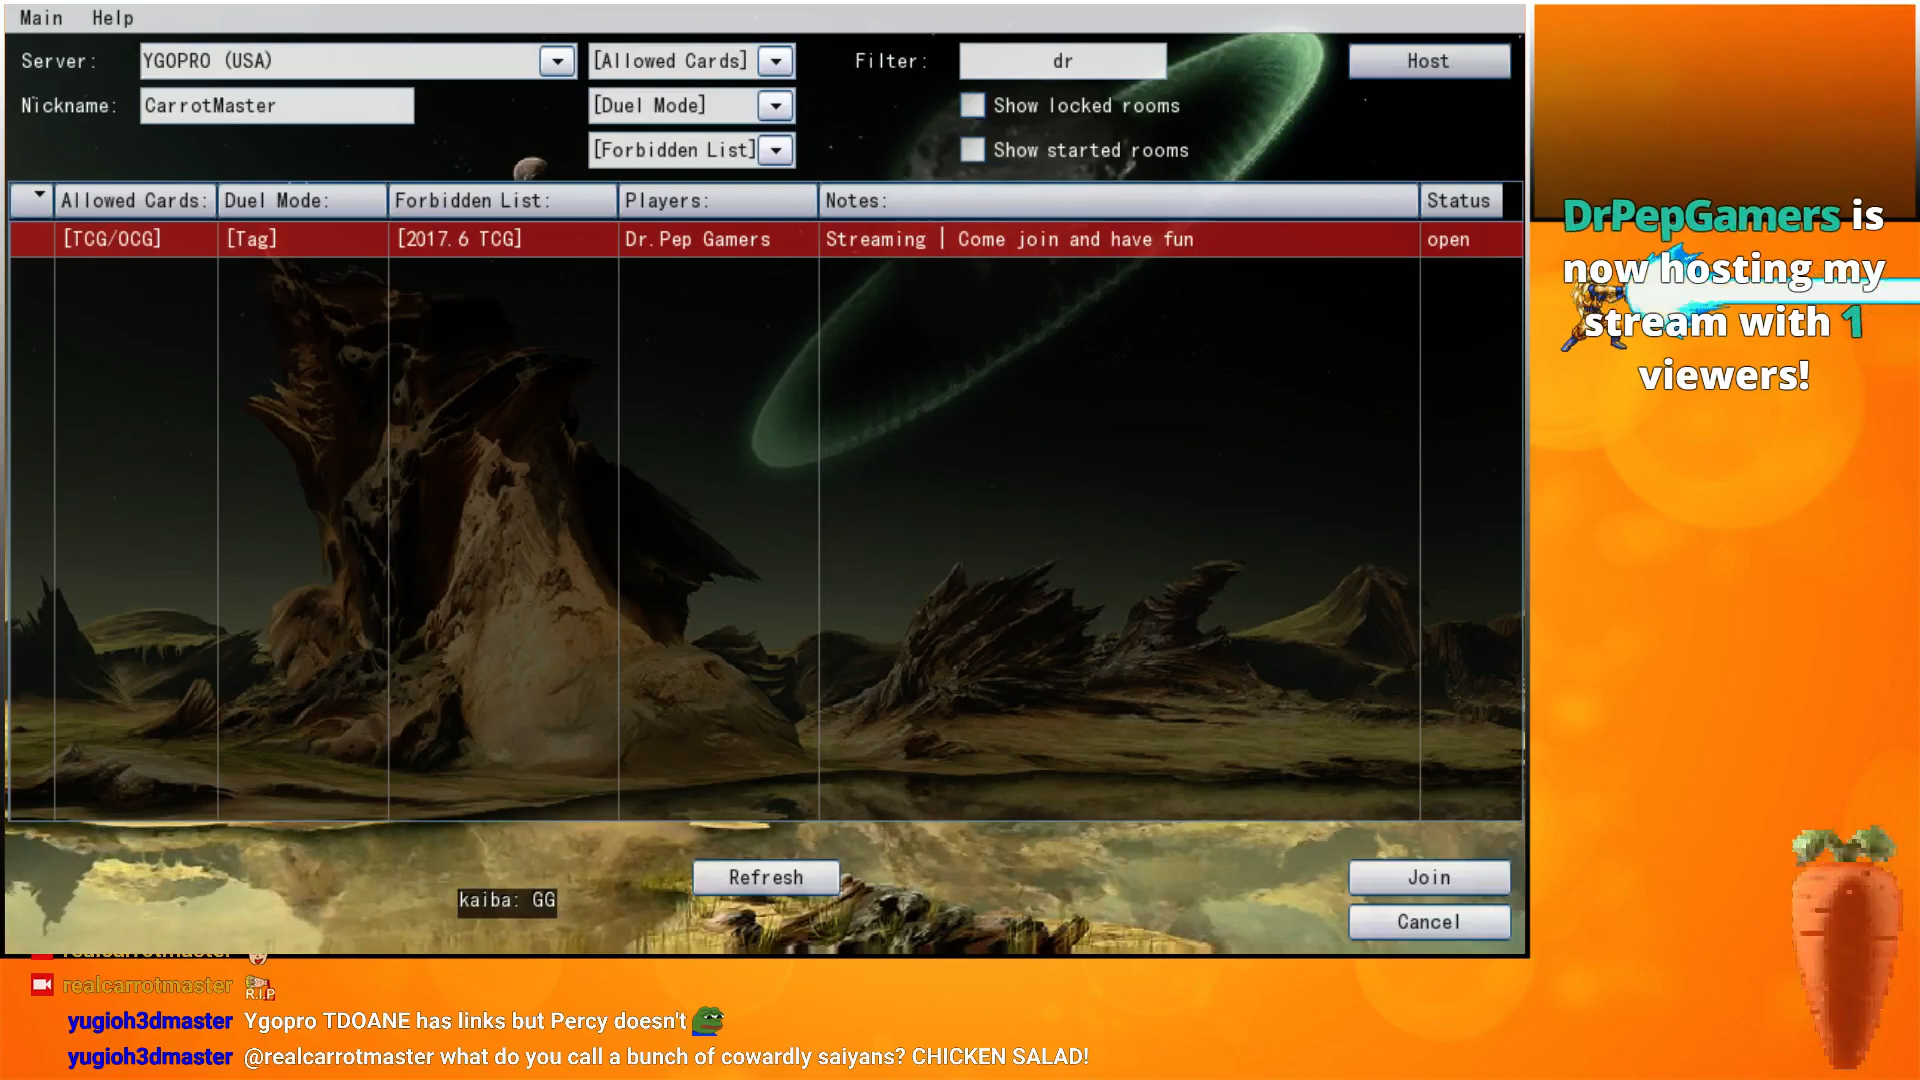 Main Help
Server: YGOPRO (USA) [Allowed Cards] Filter: dr Host
Nickname: CarrotMaster [Duel Mode] Show locked rooms
[Forbidden List] Show started rooms
Allowed Cards: Duel Mode: Forbidden List: Players: Notes: Status
[TCG/OCG] [Tag] [2017.6 TCG] Dr.Pep Gamers Streaming | Come join and have fun open
DrPepGamers is
now hosting my
stream with 1
viewers!
Refresh Join
kaiba: GG
Cancel
realcarrotmaster
realcarrotmaster R.I.P
yugioh3dmaster Ygopro TDOANE has links but Percy doesn't
yugioh3dmaster @realcarrotmaster what do you call a bunch of cowardly saiyans? CHICKEN SALAD!